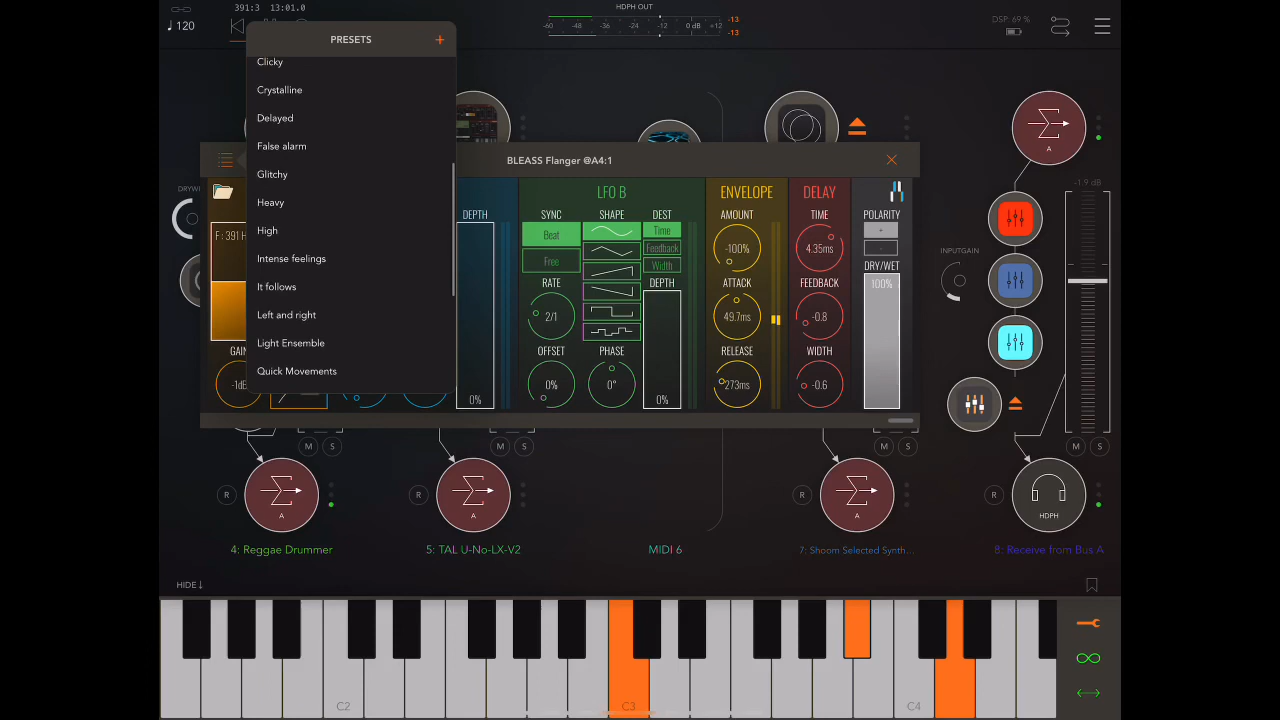 391:3 13:01.0
♩ 120
HDPH OUT
-60 -48 -36 -24 -12 0 dB +12
-13
-13
DSP: 69 %
PRESETS +
Clicky
Crystalline
Delayed
False alarm
Glitchy
Heavy
High
Intense feelings
It follows
Left and right
Light Ensemble
Quick Movements
BLEASS Flanger @A4:1
F: 391 H
GAIN
-1dB
DEPTH
0%
LFO B
SYNC
Beat
Free
RATE
2/1
OFFSET
0%
SHAPE
PHASE
0°
DEST
Time
Feedback
Width
DEPTH
0%
ENVELOPE
AMOUNT
-100%
ATTACK
49.7ms
RELEASE
273ms
DELAY
TIME
4.35ms
FEEDBACK
-0.8
WIDTH
-0.6
POLARITY
+
-
DRY/WET
100%
DRYW
A
-1.9 dB
INPUTGAIN
M S
M S
M S
M S
R A
R A
R A
R HDPH
4: Reggae Drummer
5: TAL U-No-LX-V2
MIDI 6
7: Shoom Selected Synth...
8: Receive from Bus A
HIDE↓
C2
C3
C4